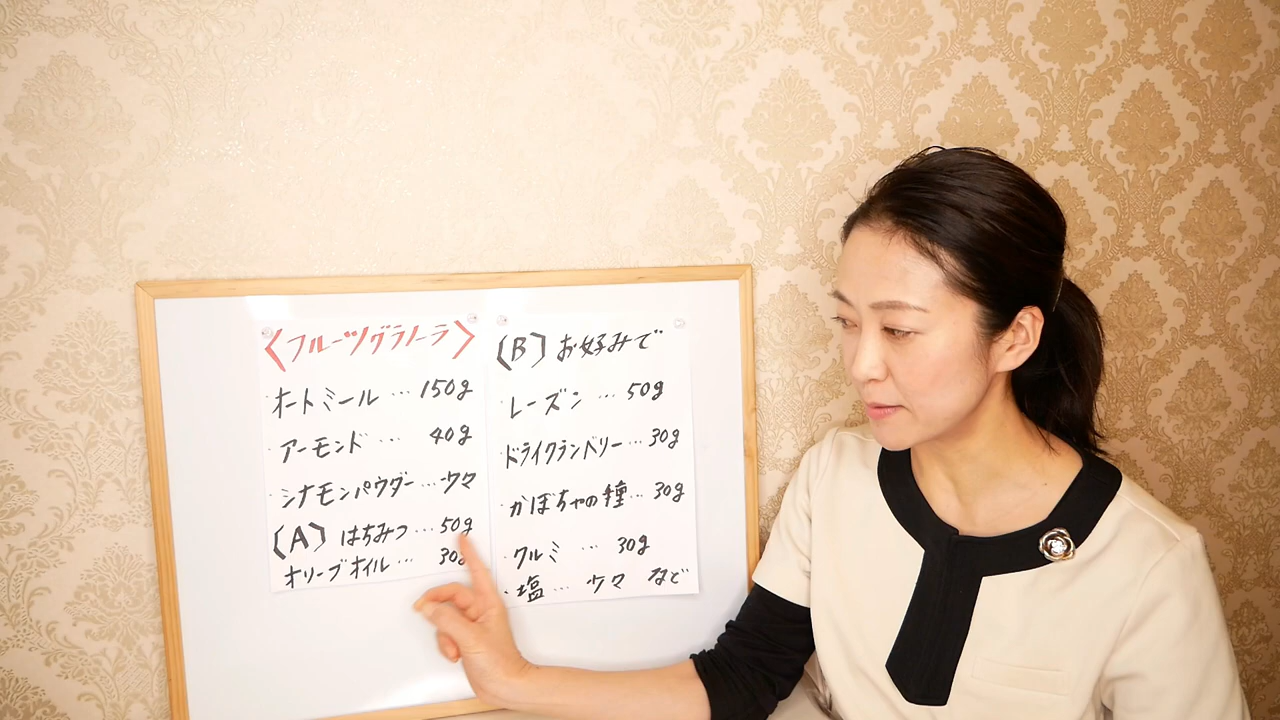 〈フルーツグラノーラ〉
・オートミール…150g
・アーモンド… 40g
・シナモンパウダー…少々
〔A〕はちみつ…50g
オリーブオイル… 30g
〔B〕お好みで
・レーズン…50g
・ドライクランベリー…30g
・かぼちゃの種…30g
・クルミ … 30g
・塩… 少々 など